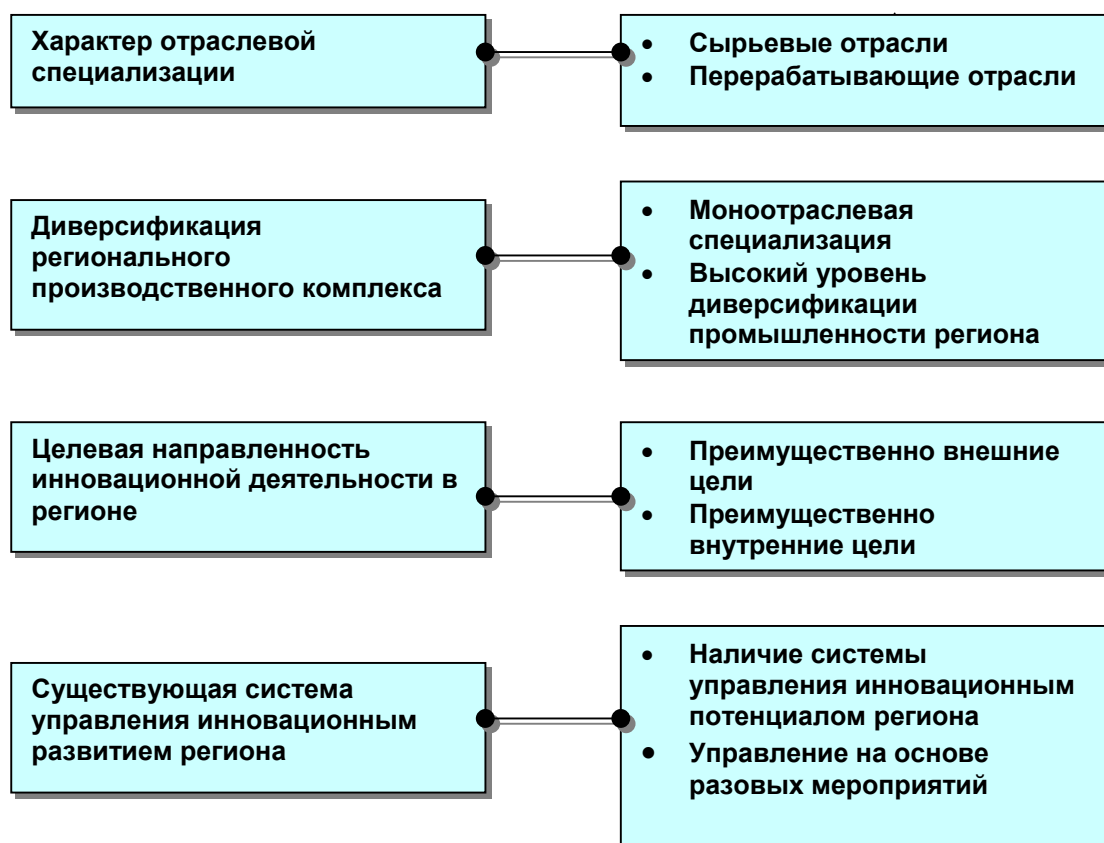 Характер отраслевой
специализации
• Сырьевые отрасли
• Перерабатывающие отрасли
Диверсификация
регионального
производственного комплекса
• Моноотраслевая
специализация
• Высокий уровень
диверсификации
промышленности региона
Целевая направленность
инновационной деятельности в
регионе
• Преимущественно внешние
цели
• Преимущественно
внутренние цели
Существующая система
управления инновационным
развитием региона
• Наличие системы
управления инновационным
потенциалом региона
• Управление на основе
разовых мероприятий